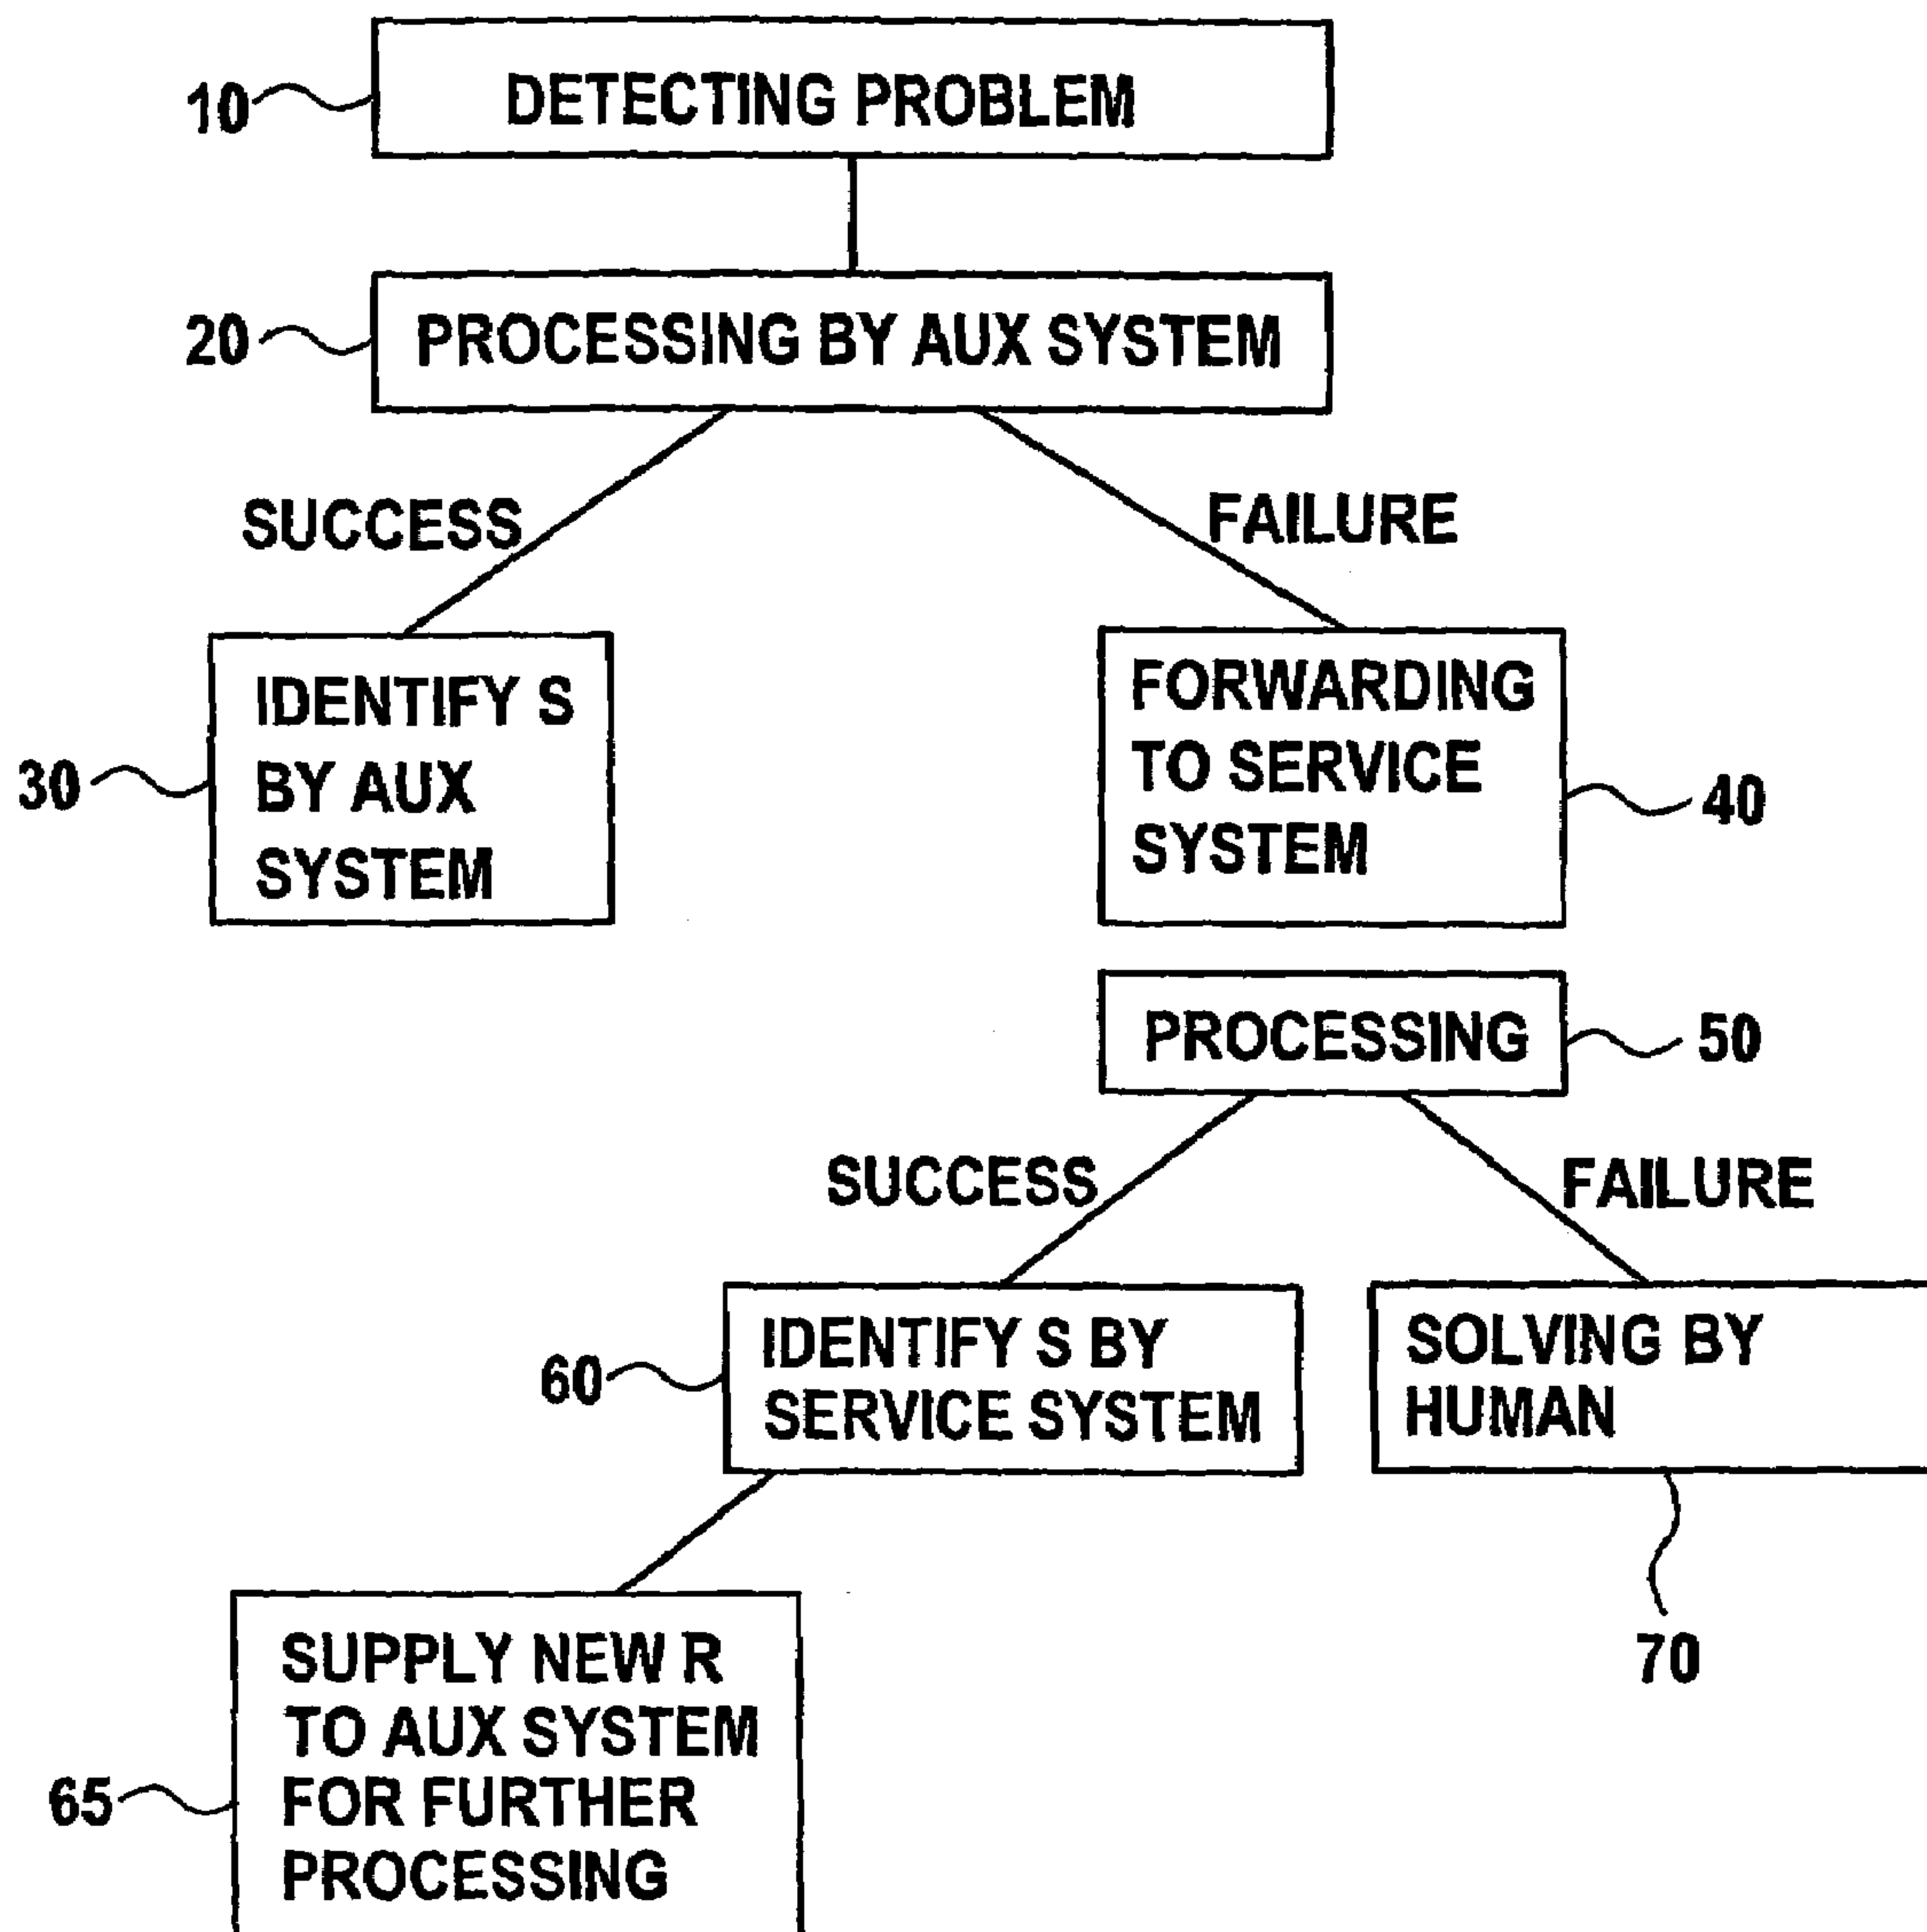 10
DETECTING PROBLEM
20
PROCESSING BY AUX SYSTEM
SUCCESS
FAILURE
30
IDENTIFY S
BY AUX
SYSTEM
FORWARDING
TO SERVICE
SYSTEM
40
PROCESSING
50
SUCCESS
FAILURE
60
IDENTIFY S BY
SERVICE SYSTEM
SOLVING BY
HUMAN
70
65
SUPPLY NEW R
TO AUX SYSTEM
FOR FURTHER
PROCESSING